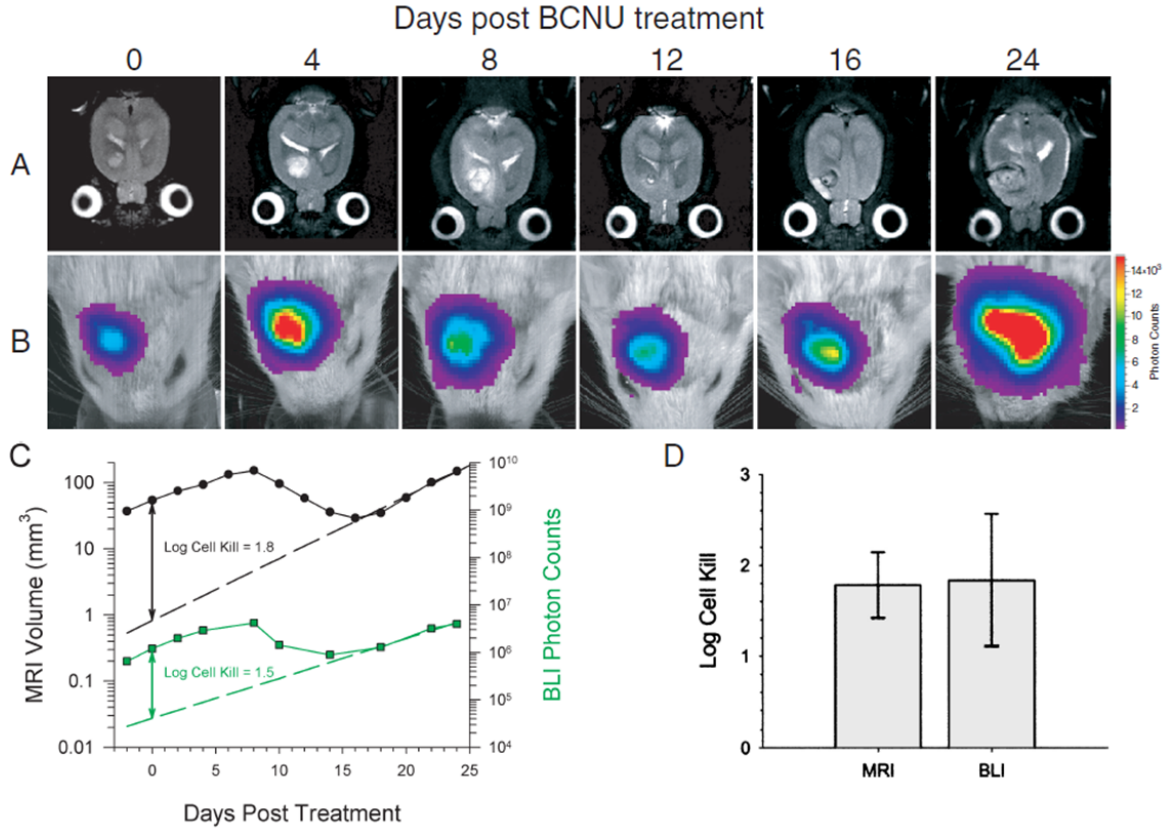 Days post BCNU treatment
0 4 8 12 16 24
A
B
14×10³
12
10
8
6
4
2
Photon Counts
C
MRI Volume (mm³)
100
10
1
0.1
0.01
Log Cell Kill = 1.8
Log Cell Kill = 1.5
10¹⁰
10⁹
10⁸
10⁷
10⁶
10⁵
10⁴
BLI Photon Counts
0 5 10 15 20 25
Days Post Treatment
D
Log Cell Kill
3
2
1
0
MRI BLI